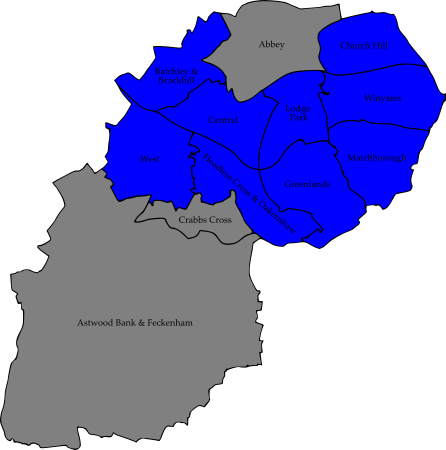 Abbey
Church Hill
Batchley &
Brockhill
Winyates
Lodge
Park
Central
West
Matchborough
Headless Cross & Oakenshaw
Greenlands
Crabbs Cross
Astwood Bank & Feckenham